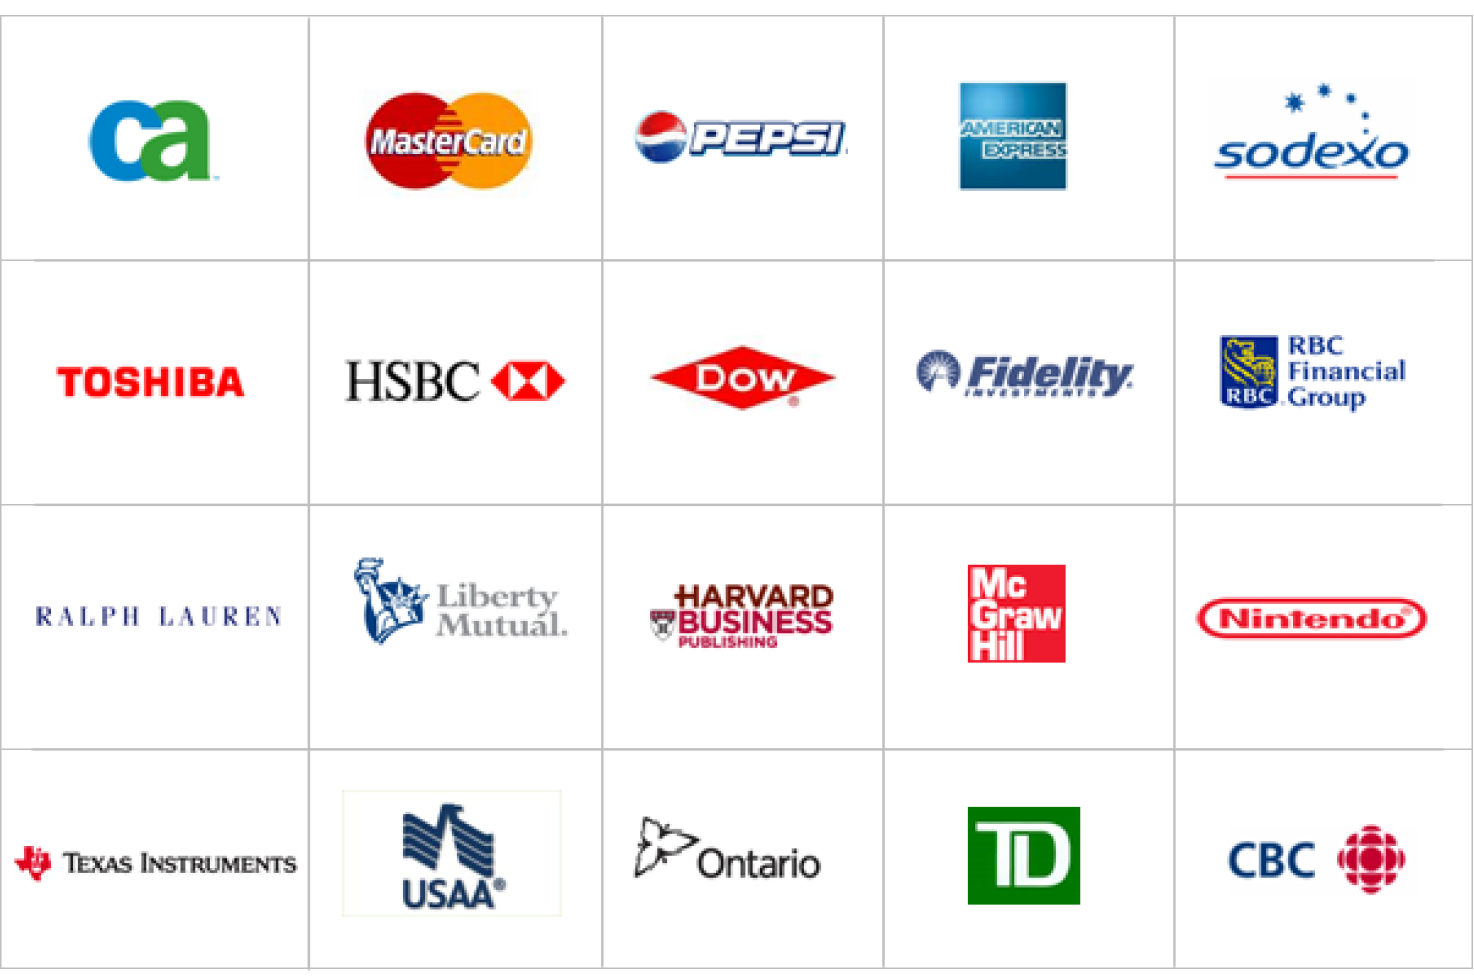 ca
MasterCard
PEPSI
AMERICAN
EXPRESS
sodexo
TOSHIBA
HSBC
DOW®
Fidelity
INVESTMENTS
RBC
Financial
Group
RBC
RALPH LAUREN
Liberty
Mutual.
HARVARD
BUSINESS
PUBLISHING
Mc
Graw
Hill
Nintendo®
TEXAS INSTRUMENTS
USAA®
Ontario
TD
CBC